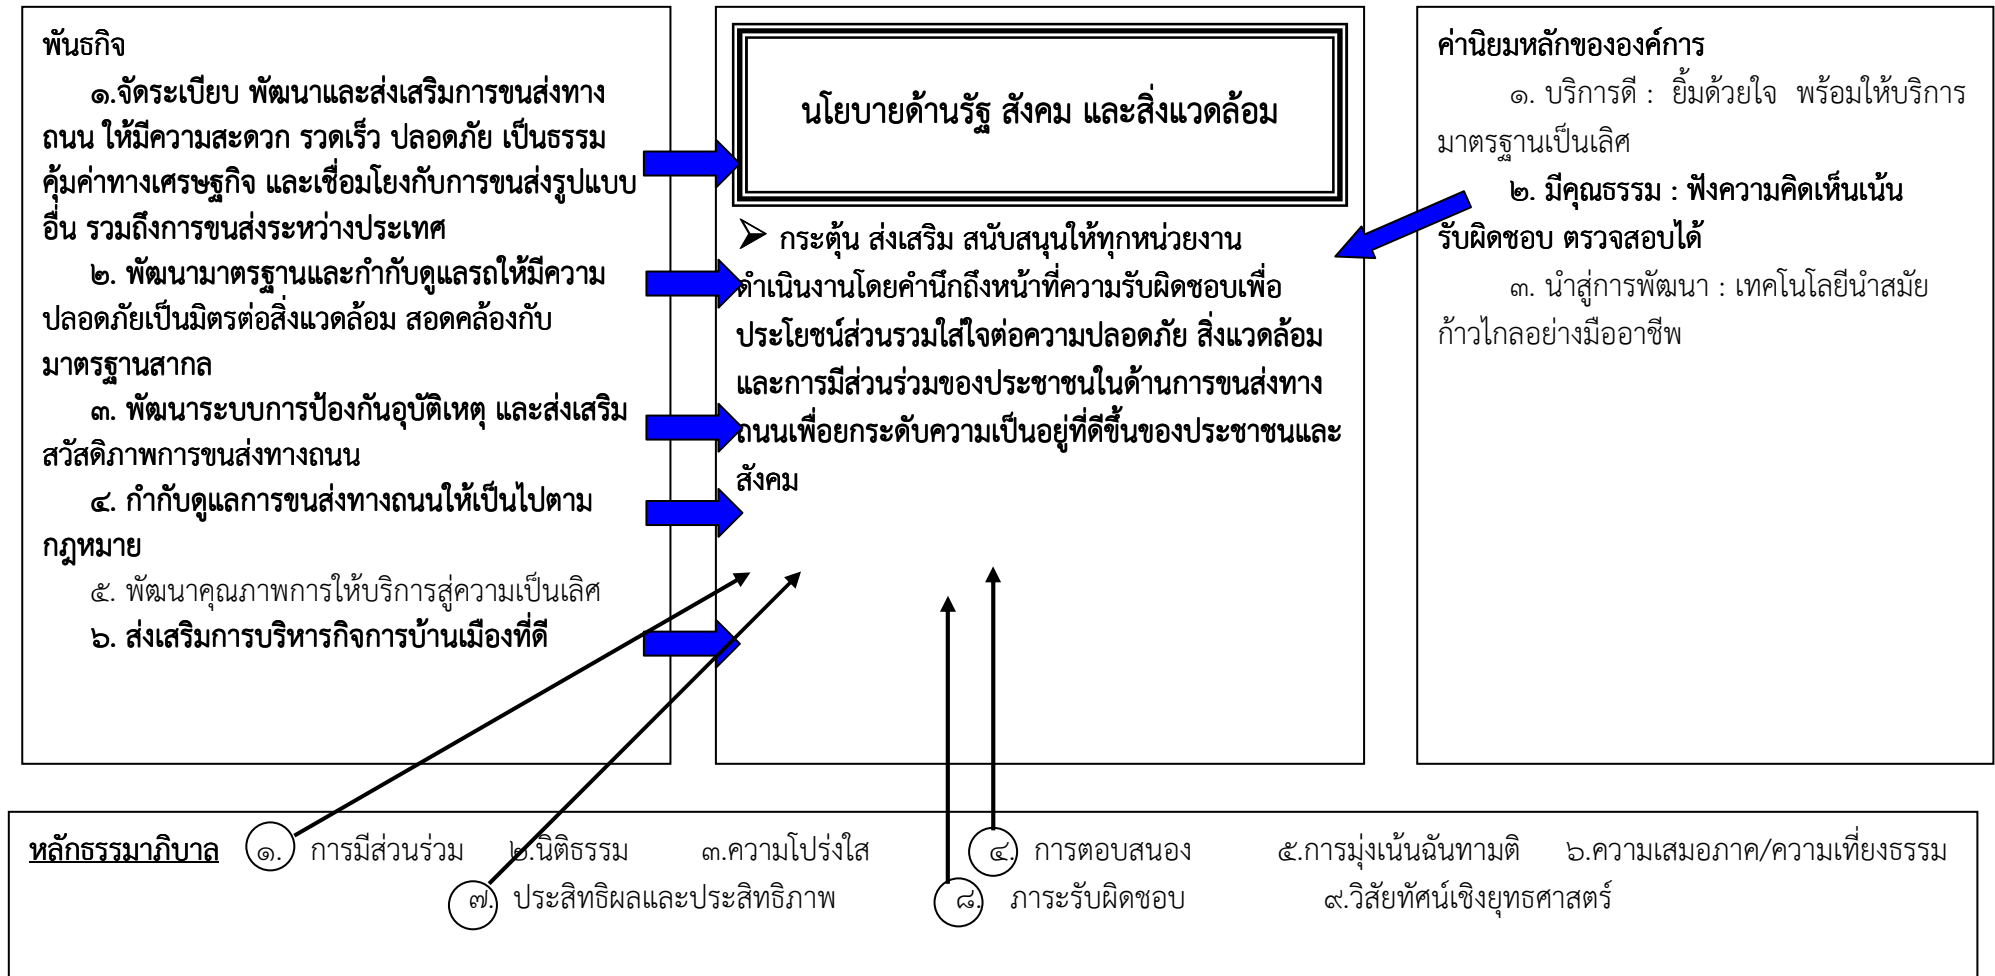 พันธกิจ
๑.จัดระเบียบ พัฒนาและส่งเสริมการขนส่งทาง
ถนน ให้มีความสะดวก รวดเร็ว ปลอดภัย เป็นธรรม
คุ้มค่าทางเศรษฐกิจ และเชื่อมโยงกับการขนส่งรูปแบบ
อื่น รวมถึงการขนส่งระหว่างประเทศ
๒. พัฒนามาตรฐานและกำกับดูแลรถให้มีความ
ปลอดภัยเป็นมิตรต่อสิ่งแวดล้อม สอดคล้องกับ
มาตรฐานสากล
๓. พัฒนาระบบการป้องกันอุบัติเหตุ และส่งเสริม
สวัสดิภาพการขนส่งทางถนน
๔. กำกับดูแลการขนส่งทางถนนให้เป็นไปตาม
กฎหมาย
๕. พัฒนาคุณภาพการให้บริการสู่ความเป็นเลิศ
๖. ส่งเสริมการบริหารกิจการบ้านเมืองที่ดี
นโยบายด้านรัฐ สังคม และสิ่งแวดล้อม
➢ กระตุ้น ส่งเสริม สนับสนุนให้ทุกหน่วยงาน
ดำเนินงานโดยคำนึกถึงหน้าที่ความรับผิดชอบเพื่อ
ประโยชน์ส่วนรวมใส่ใจต่อความปลอดภัย สิ่งแวดล้อม
และการมีส่วนร่วมของประชาชนในด้านการขนส่งทาง
ถนนเพื่อยกระดับความเป็นอยู่ที่ดีขึ้นของประชาชนและ
สังคม
ค่านิยมหลักขององค์การ
๑. บริการดี : ยิ้มด้วยใจ พร้อมให้บริการ
มาตรฐานเป็นเลิศ
๒. มีคุณธรรม : ฟังความคิดเห็นเน้น
รับผิดชอบ ตรวจสอบได้
๓. นำสู่การพัฒนา : เทคโนโลยีนำสมัย
ก้าวไกลอย่างมืออาชีพ
หลักธรรมาภิบาล ๑. การมีส่วนร่วม ๒.นิติธรรม ๓.ความโปร่งใส ๔. การตอบสนอง ๕.การมุ่งเน้นฉันทามติ ๖.ความเสมอภาค/ความเที่ยงธรรม
๗. ประสิทธิผลและประสิทธิภาพ ๘. ภาระรับผิดชอบ ๙.วิสัยทัศน์เชิงยุทธศาสตร์